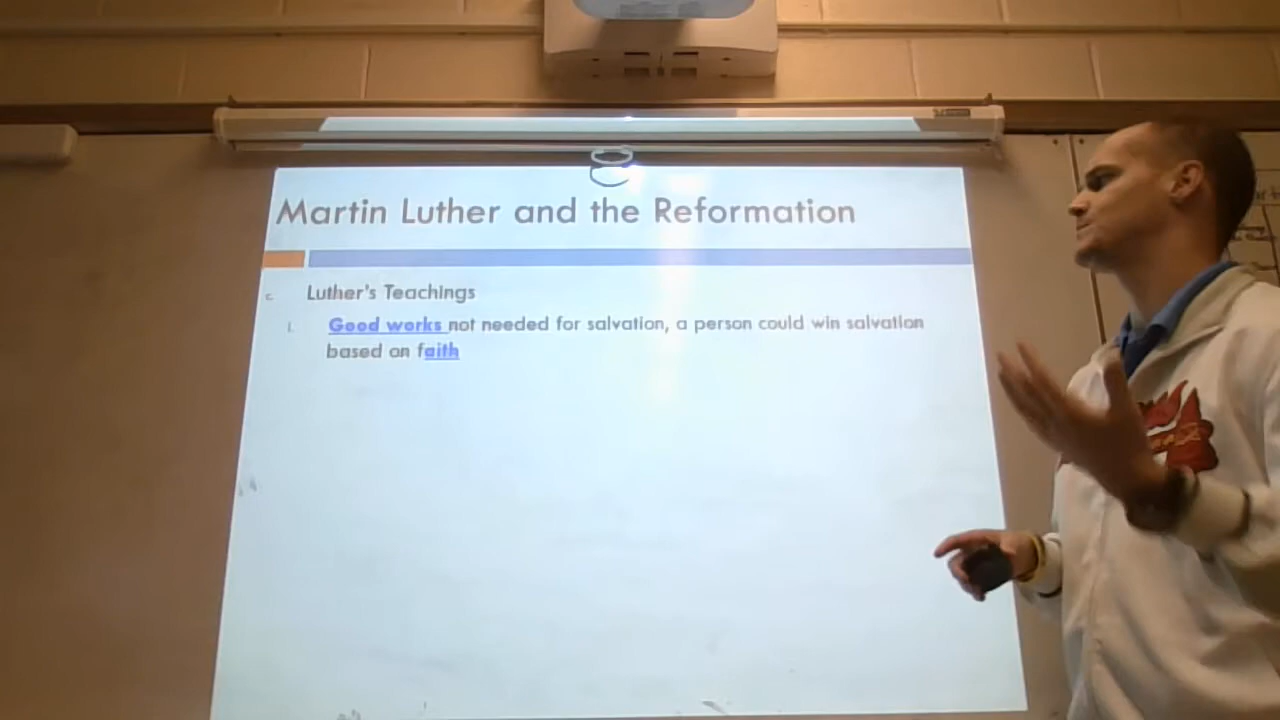 Martin Luther and the Reformation
c. Luther's Teachings
i. Good works not needed for salvation, a person could win salvation
based on faith